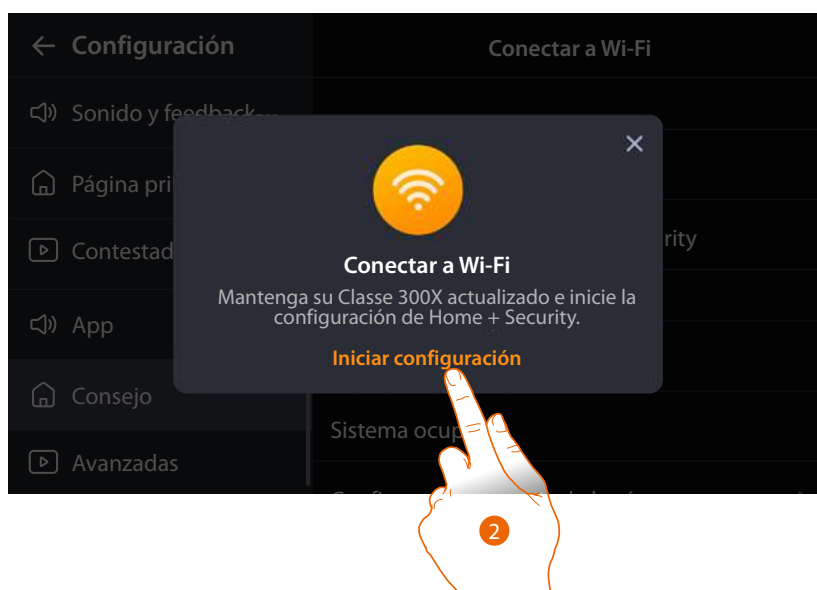 Configuración
Conectar a Wi-Fi
Sonido y feedback...
Página pri
Contestad
rity
App
Consejo
Avanzadas
Conectar a Wi-Fi
Mantenga su Classe 300X actualizado e inicie la
configuración de Home + Security.
Iniciar configuración
Sistema ocup
2